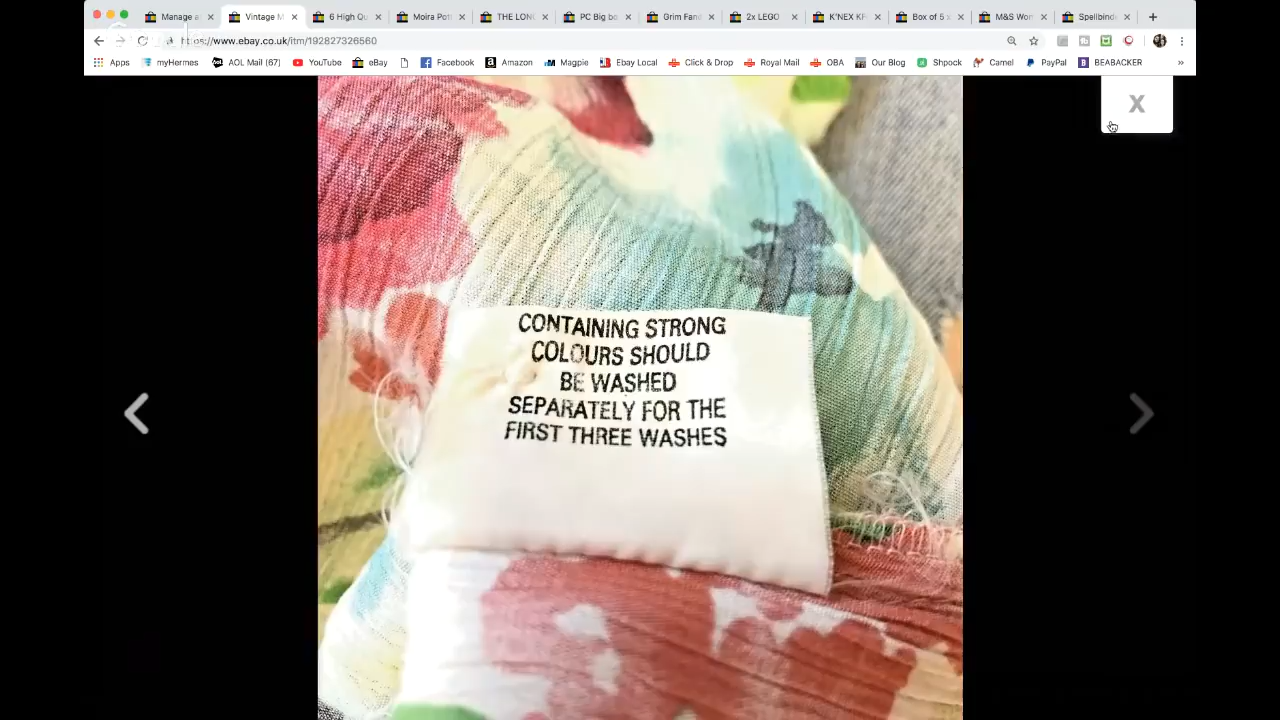 Manage a
Vintage M
6 High Qu
Moira Pott
THE LONG
PC Big bo
Grim Fand
2x LEGO
K'NEX KF
Box of 5 x
M&S Wom
Spellbinde
https://www.ebay.co.uk/itm/192827326560
Apps myHermes AOL Mail (67) YouTube eBay Facebook Amazon Magpie Ebay Local Click & Drop Royal Mail OBA Our Blog Shpock Camel PayPal BEABACKER »
X
CONTAINING STRONG
COLOURS SHOULD
BE WASHED
SEPARATELY FOR THE
FIRST THREE WASHES